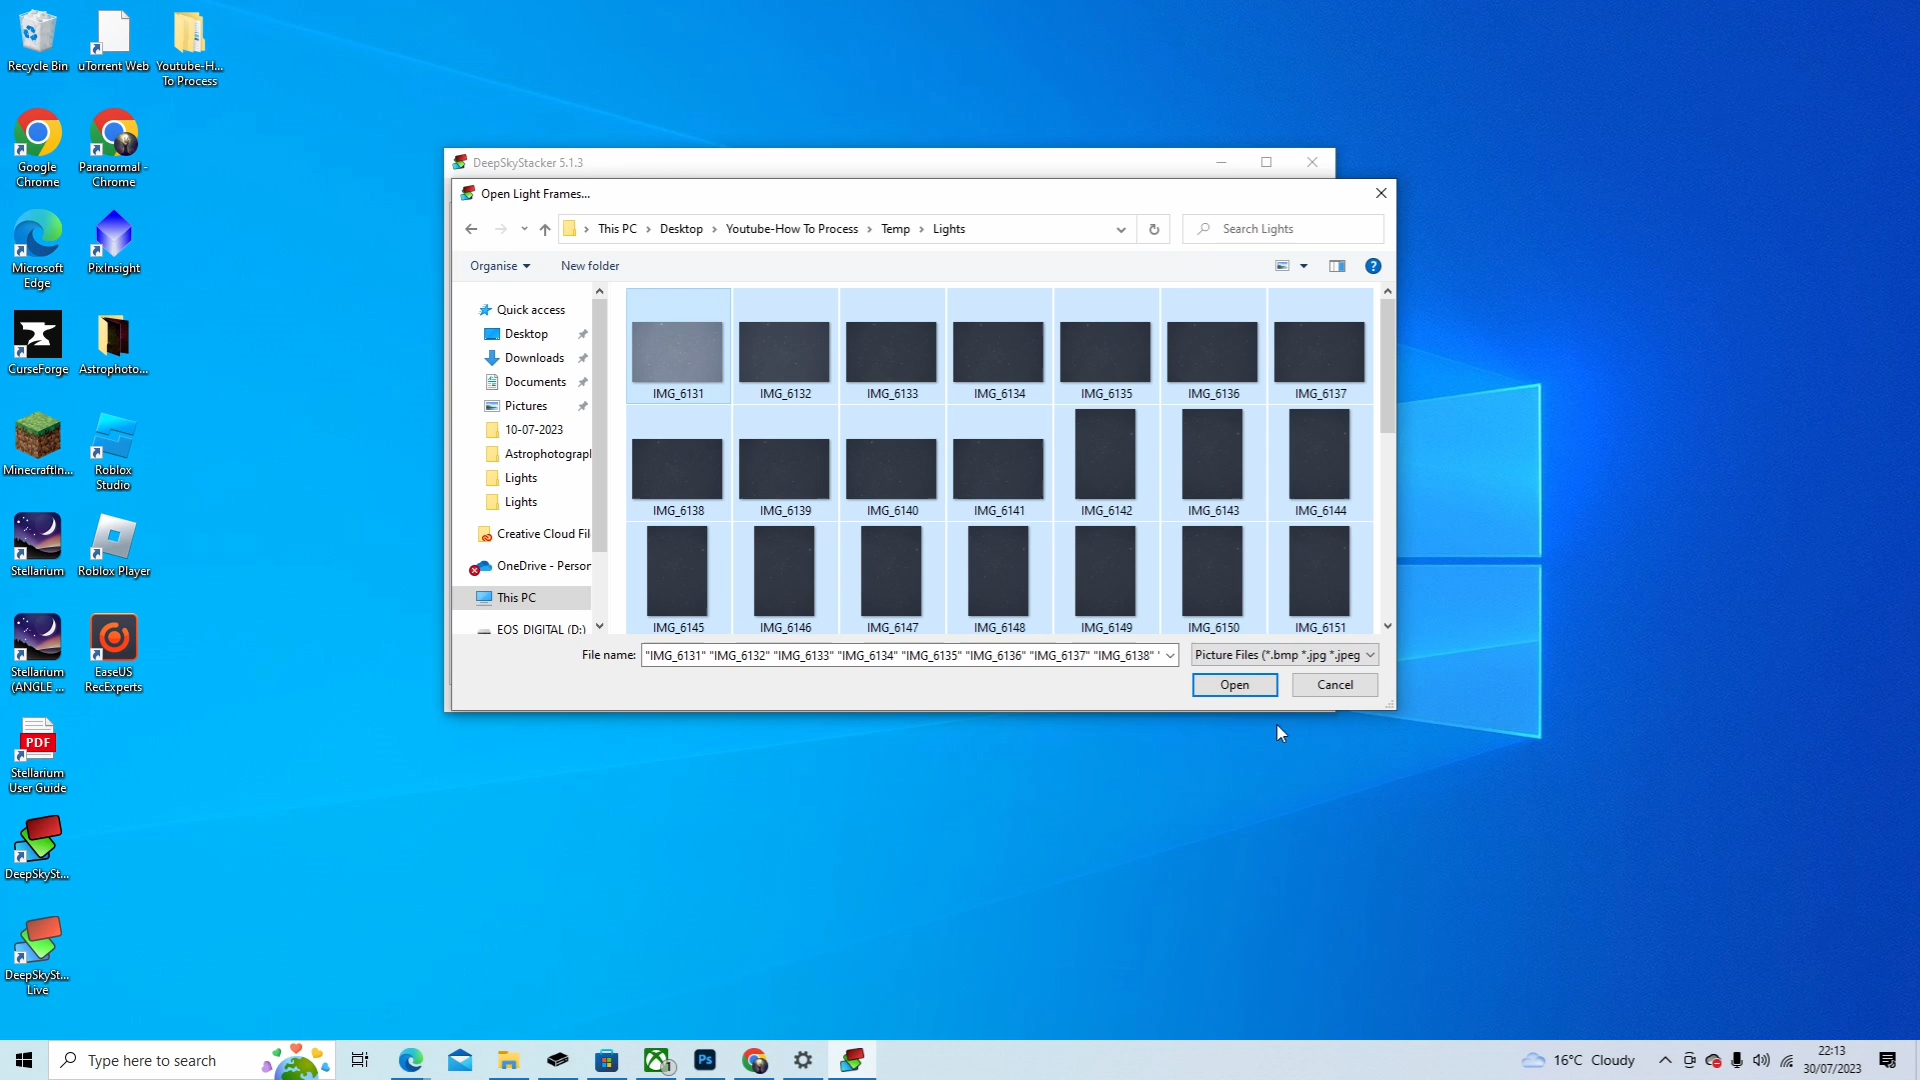 Recycle Bin
uTorrent Web
Youtube-H...
To Process
Google
Chrome
Paranormal -
Chrome
Microsoft
Edge
PixInsight
CurseForge
Astrophoto...
MinecraftIn...
Roblox
Studio
Stellarium
Roblox Player
Stellarium
(ANGLE ...
EaseUS
RecExperts
PDF
Stellarium
User Guide
DeepSkySt...
DeepSkySt...
Live
DeepSkyStacker 5.1.3
Open Light Frames...
This PC › Desktop › Youtube-How To Process › Temp › Lights
Search Lights
Organise
New folder
?
Quick access
Desktop
Downloads
Documents
Pictures
10-07-2023
Astrophotograpl
Lights
Lights
Creative Cloud Fil
OneDrive - Person
This PC
EOS_DIGITAL (D:)
IMG_6131 IMG_6132 IMG_6133 IMG_6134 IMG_6135 IMG_6136 IMG_6137
IMG_6138 IMG_6139 IMG_6140 IMG_6141 IMG_6142 IMG_6143 IMG_6144
IMG_6145 IMG_6146 IMG_6147 IMG_6148 IMG_6149 IMG_6150 IMG_6151
File name: "IMG_6131" "IMG_6132" "IMG_6133" "IMG_6134" "IMG_6135" "IMG_6136" "IMG_6137" "IMG_6138" "
Picture Files (*.bmp *.jpg *.jpeg
Open
Cancel
Type here to search
1
Ps
16°C Cloudy
22:13
30/07/2023